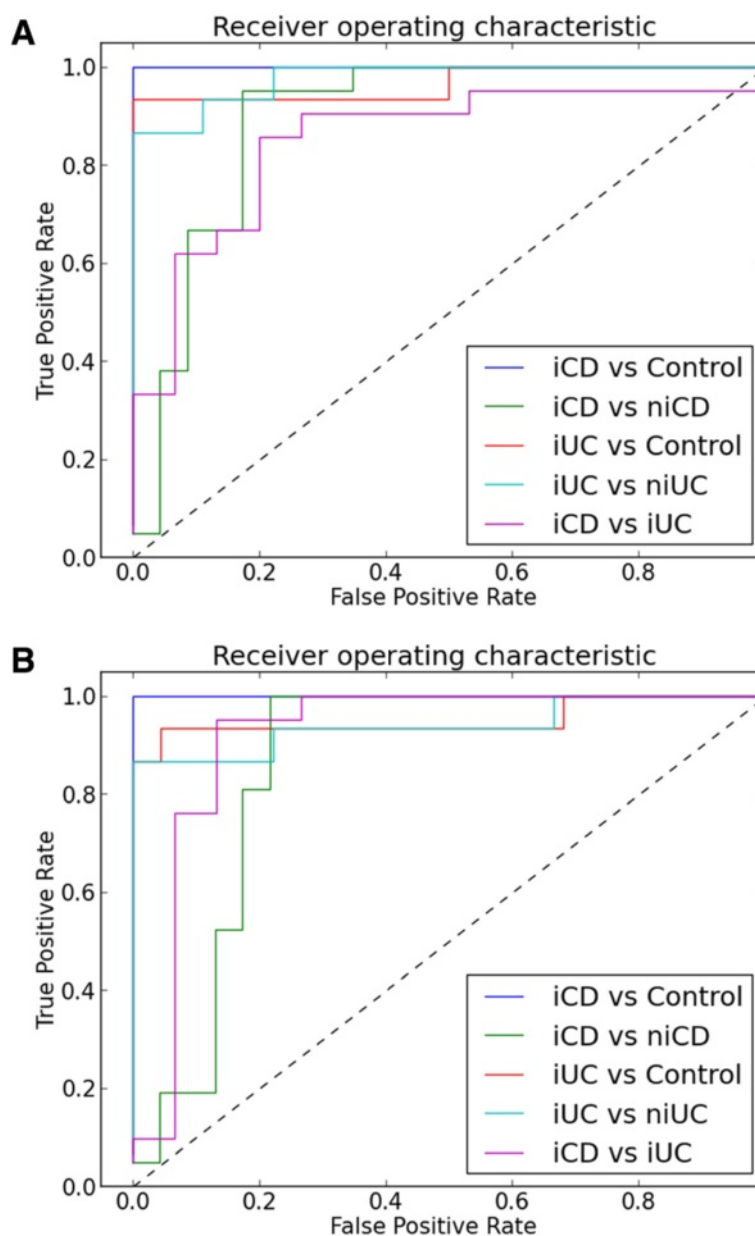 A
Receiver operating characteristic
True Positive Rate
1.0
0.8
0.6
0.4
0.2
0.0
0.0 0.2 0.4 0.6 0.8
False Positive Rate
iCD vs Control
iCD vs niCD
iUC vs Control
iUC vs niUC
iCD vs iUC
B
Receiver operating characteristic
True Positive Rate
1.0
0.8
0.6
0.4
0.2
0.0
0.0 0.2 0.4 0.6 0.8
False Positive Rate
iCD vs Control
iCD vs niCD
iUC vs Control
iUC vs niUC
iCD vs iUC